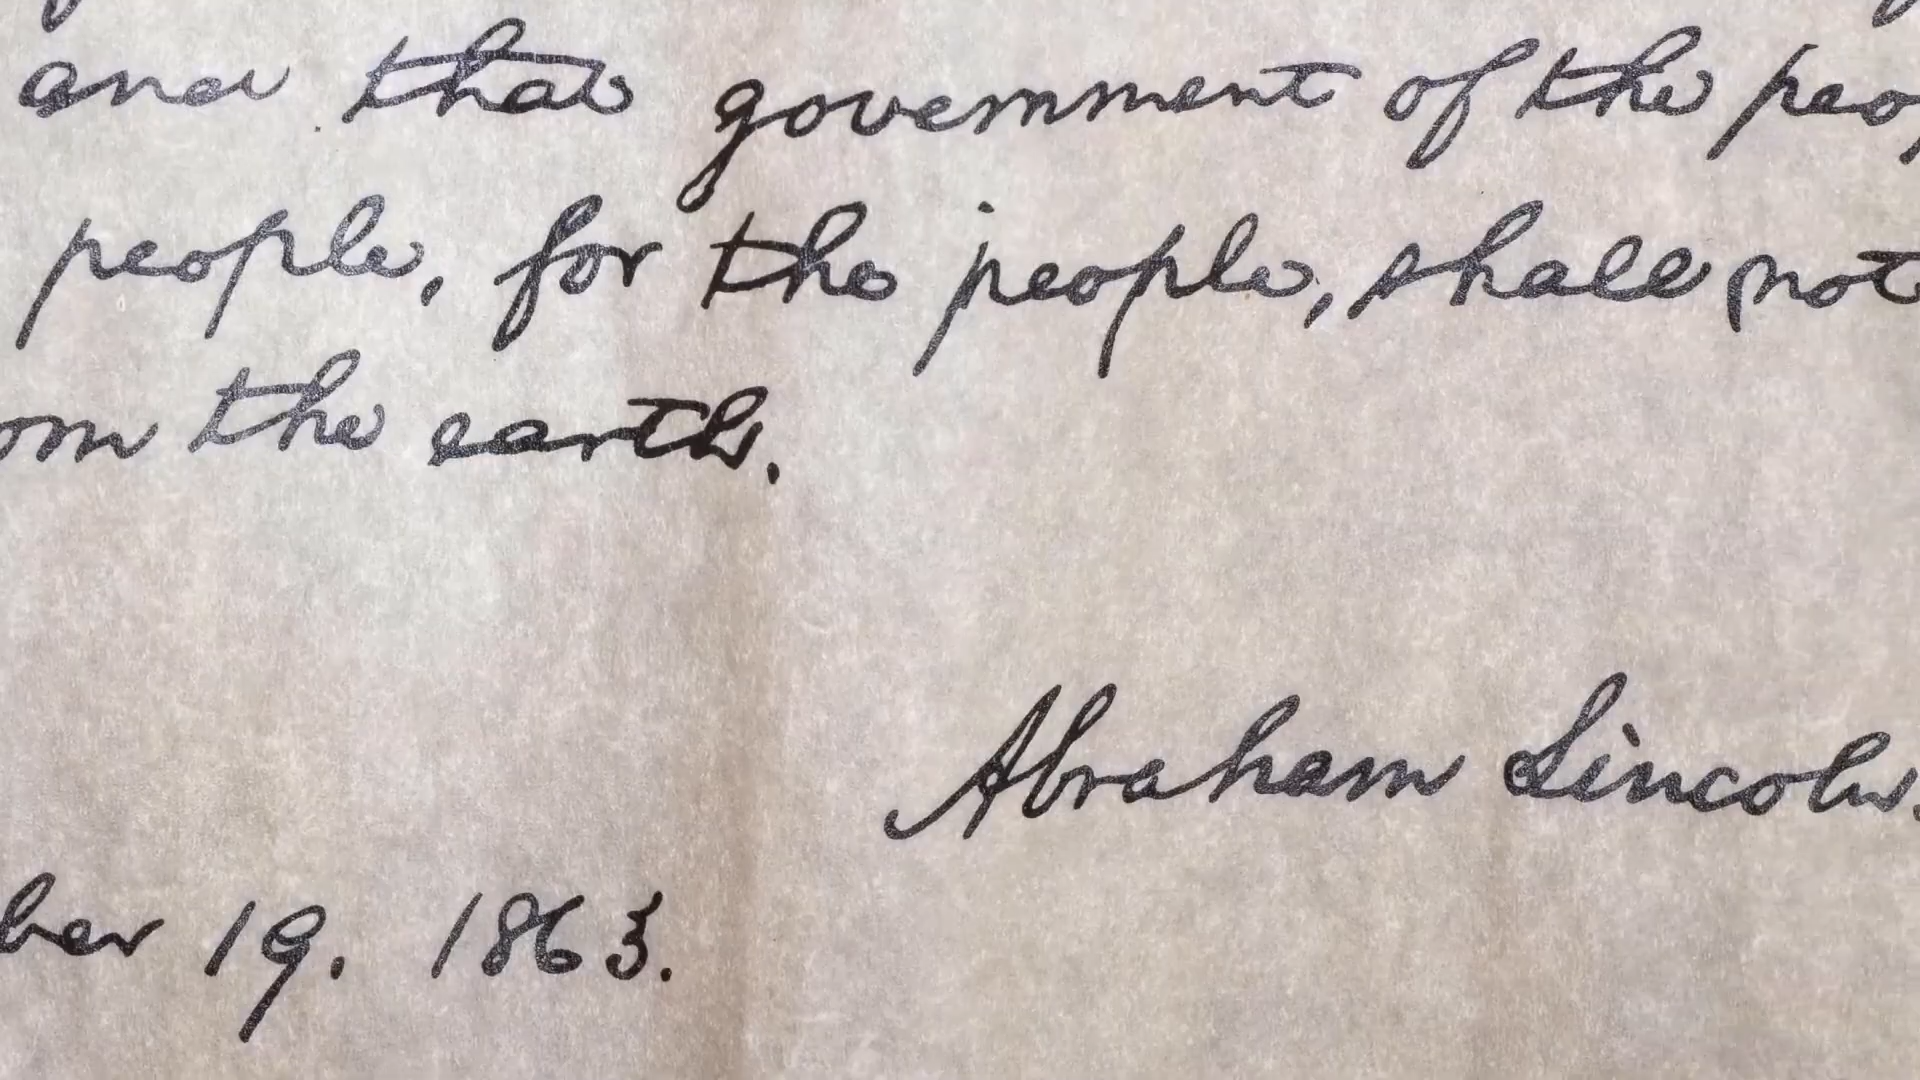 and that government of the peo
people, for the people, shall not
om the earth.
Abraham Lincoln.
ber 19. 1863.